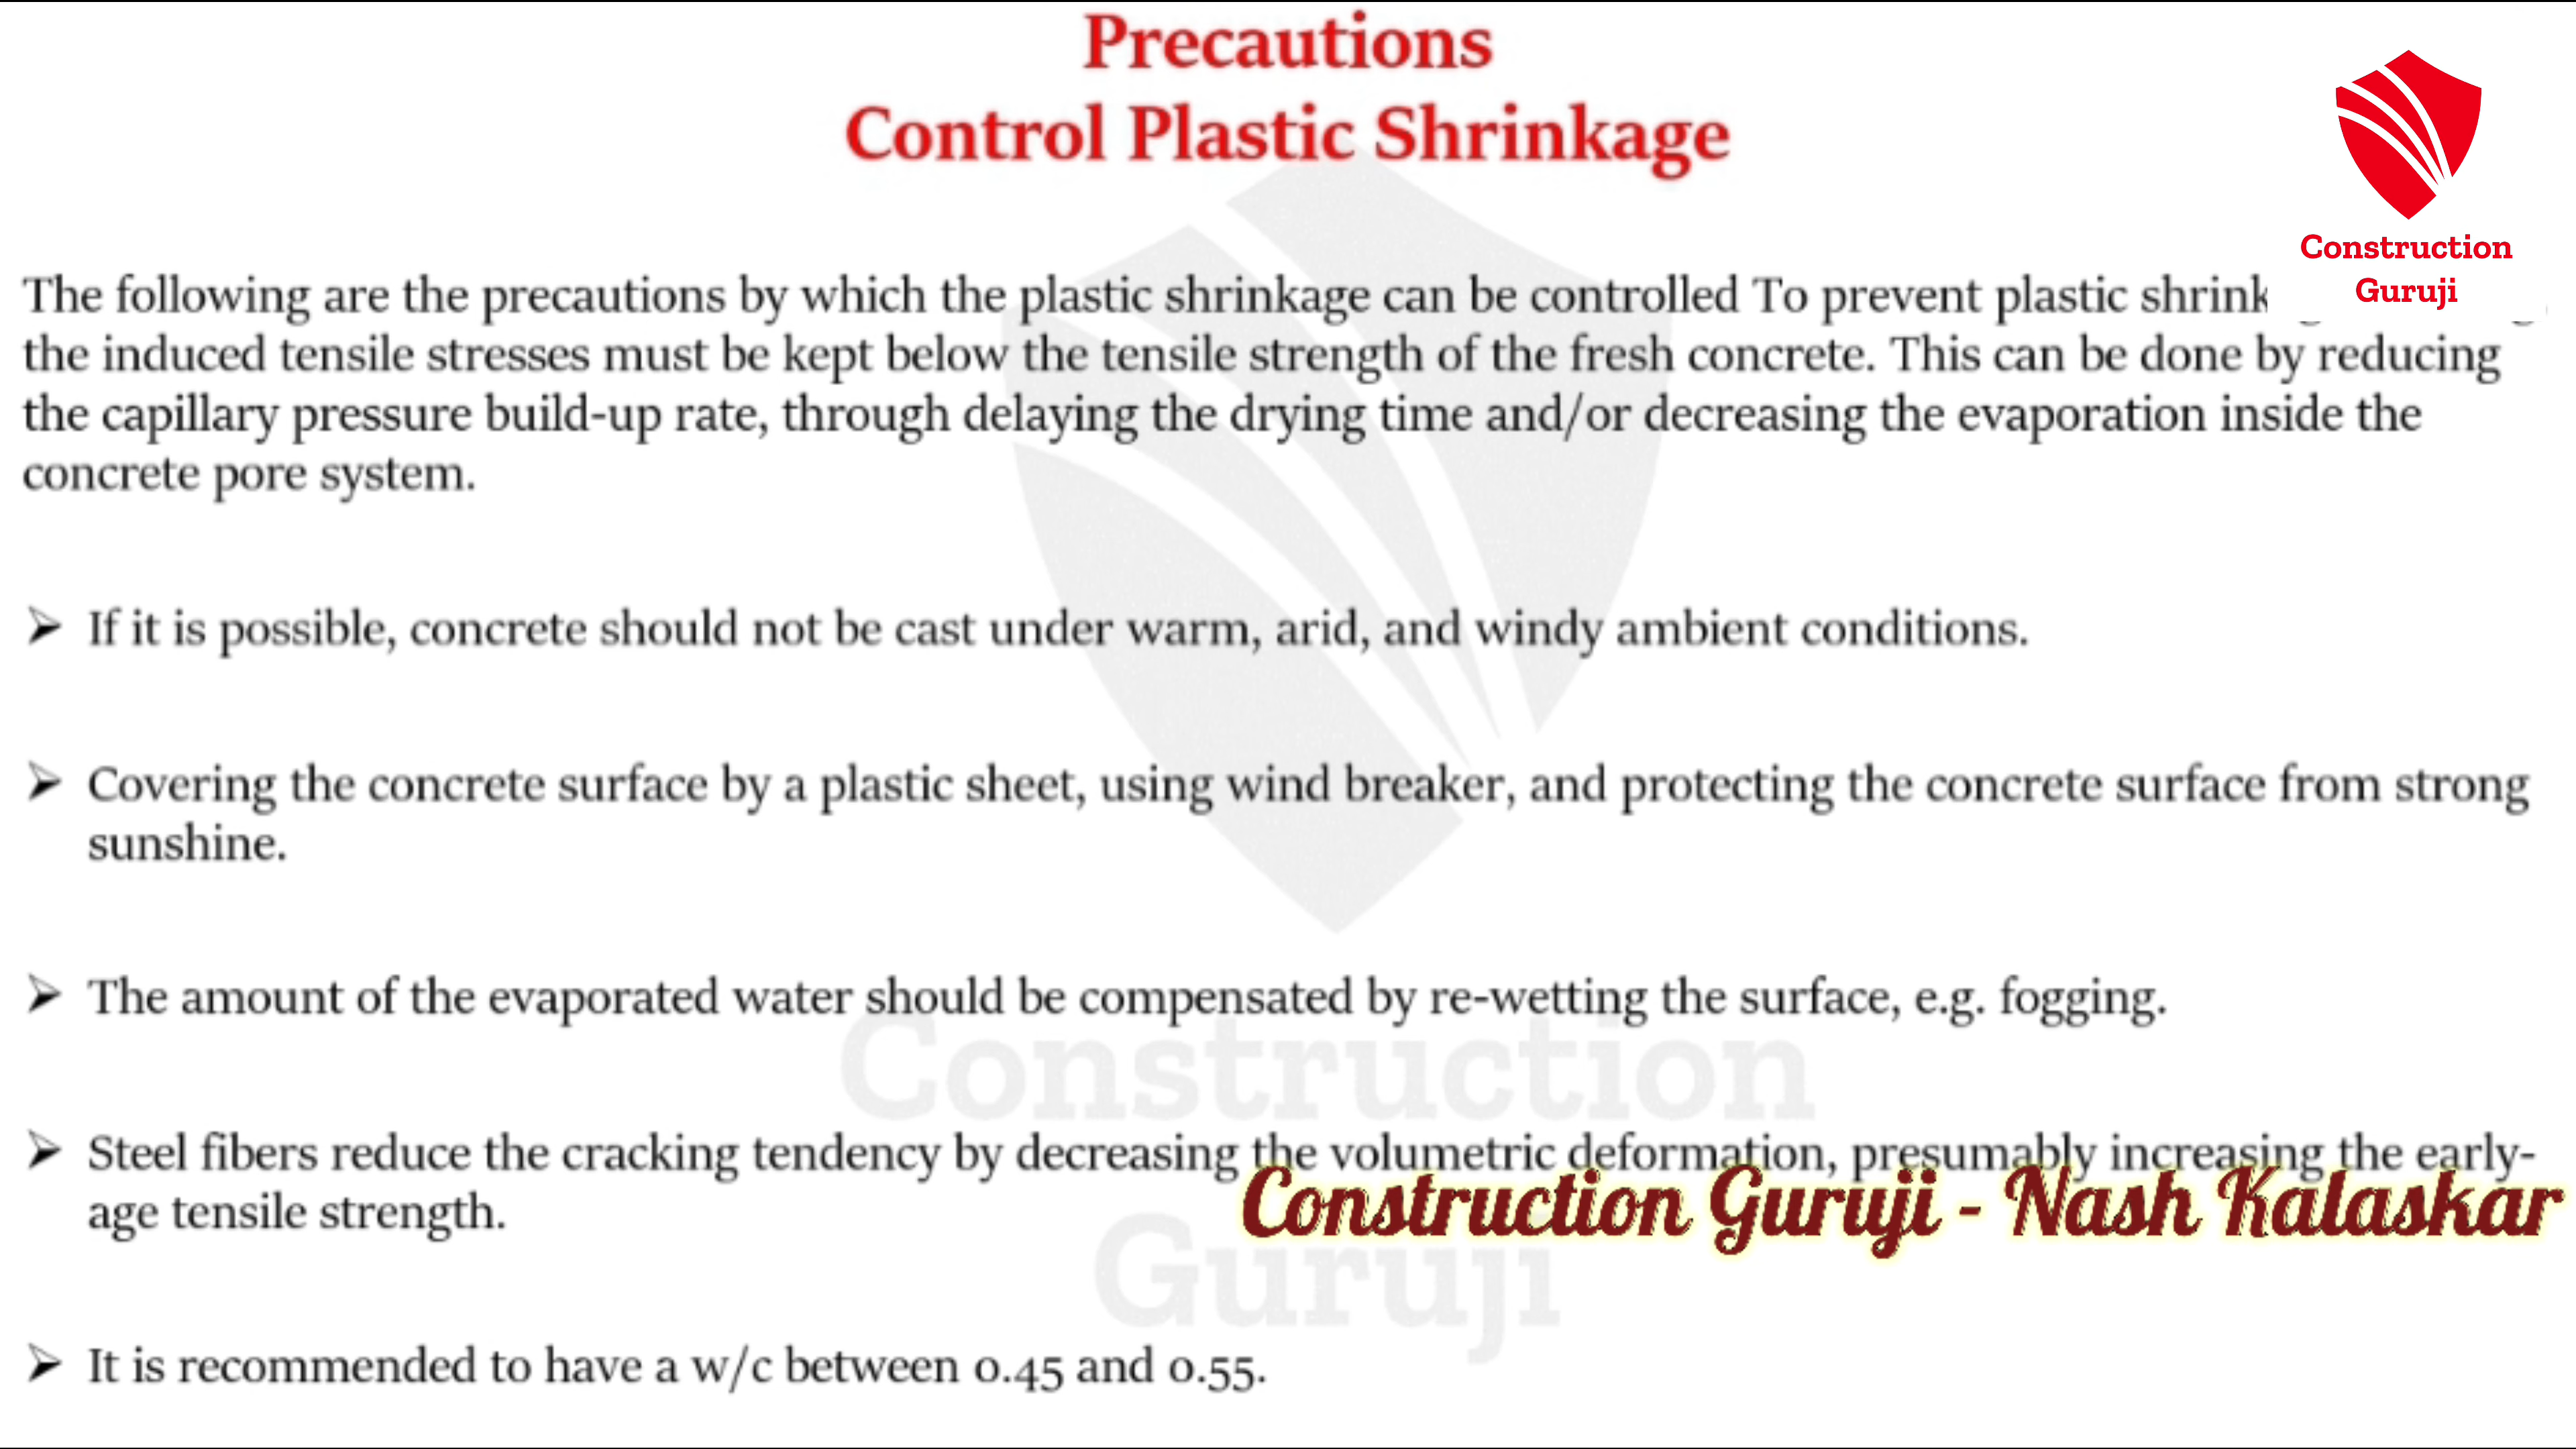 Precautions
Control Plastic Shrinkage
Construction
Guruji
The following are the precautions by which the plastic shrinkage can be controlled To prevent plastic shrink
the induced tensile stresses must be kept below the tensile strength of the fresh concrete. This can be done by reducing
the capillary pressure build-up rate, through delaying the drying time and/or decreasing the evaporation inside the
concrete pore system.
➢ If it is possible, concrete should not be cast under warm, arid, and windy ambient conditions.
➢ Covering the concrete surface by a plastic sheet, using wind breaker, and protecting the concrete surface from strong
sunshine.
➢ The amount of the evaporated water should be compensated by re-wetting the surface, e.g. fogging.
Construction
➢ Steel fibers reduce the cracking tendency by decreasing the volumetric deformation, presumably increasing the early-
age tensile strength.
Construction Guruji - Nash Kalaskar
Guruji
➢ It is recommended to have a w/c between 0.45 and 0.55.